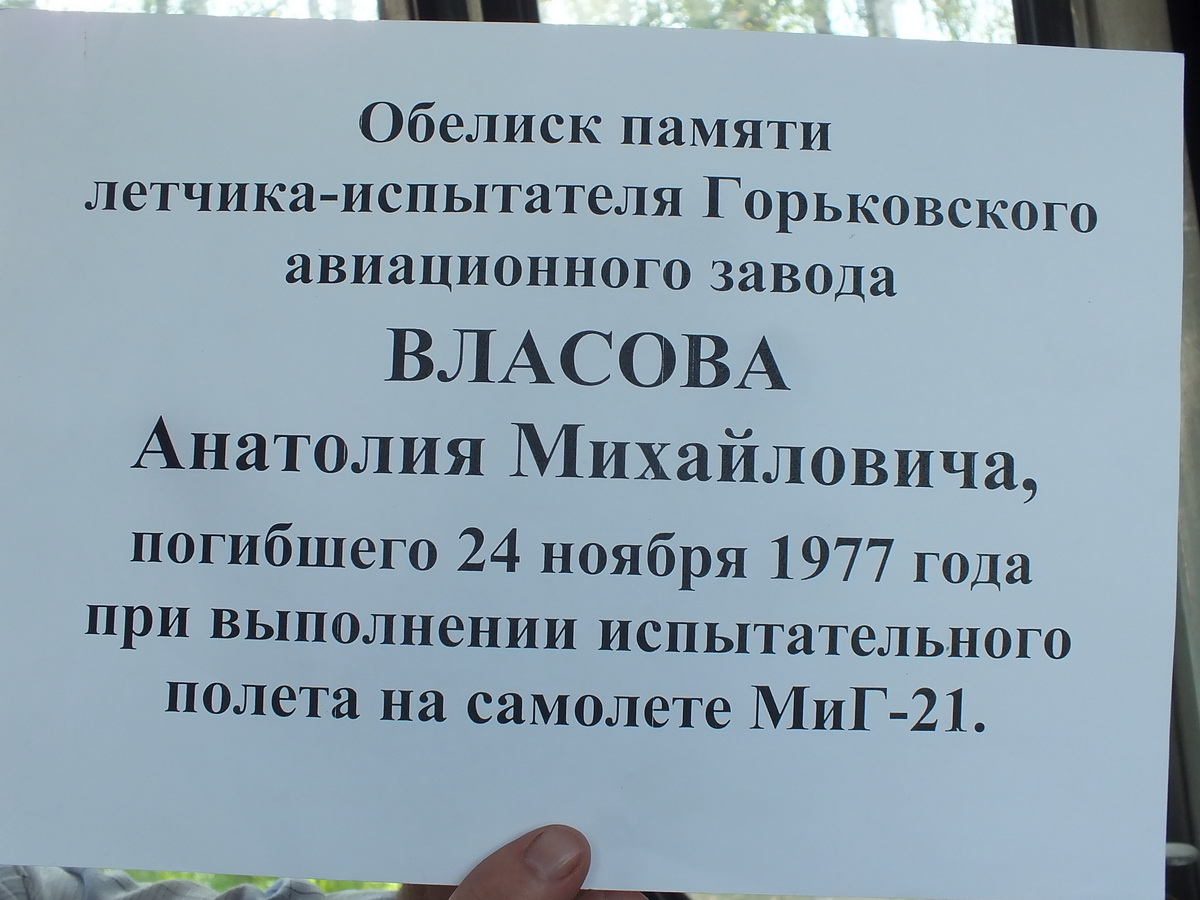 Обелиск памяти
летчика-испытателя Горьковского
авиационного завода
ВЛАСОВА
Анатолия Михайловича,
погибшего 24 ноября 1977 года
при выполнении испытательного
полета на самолете МиГ-21.